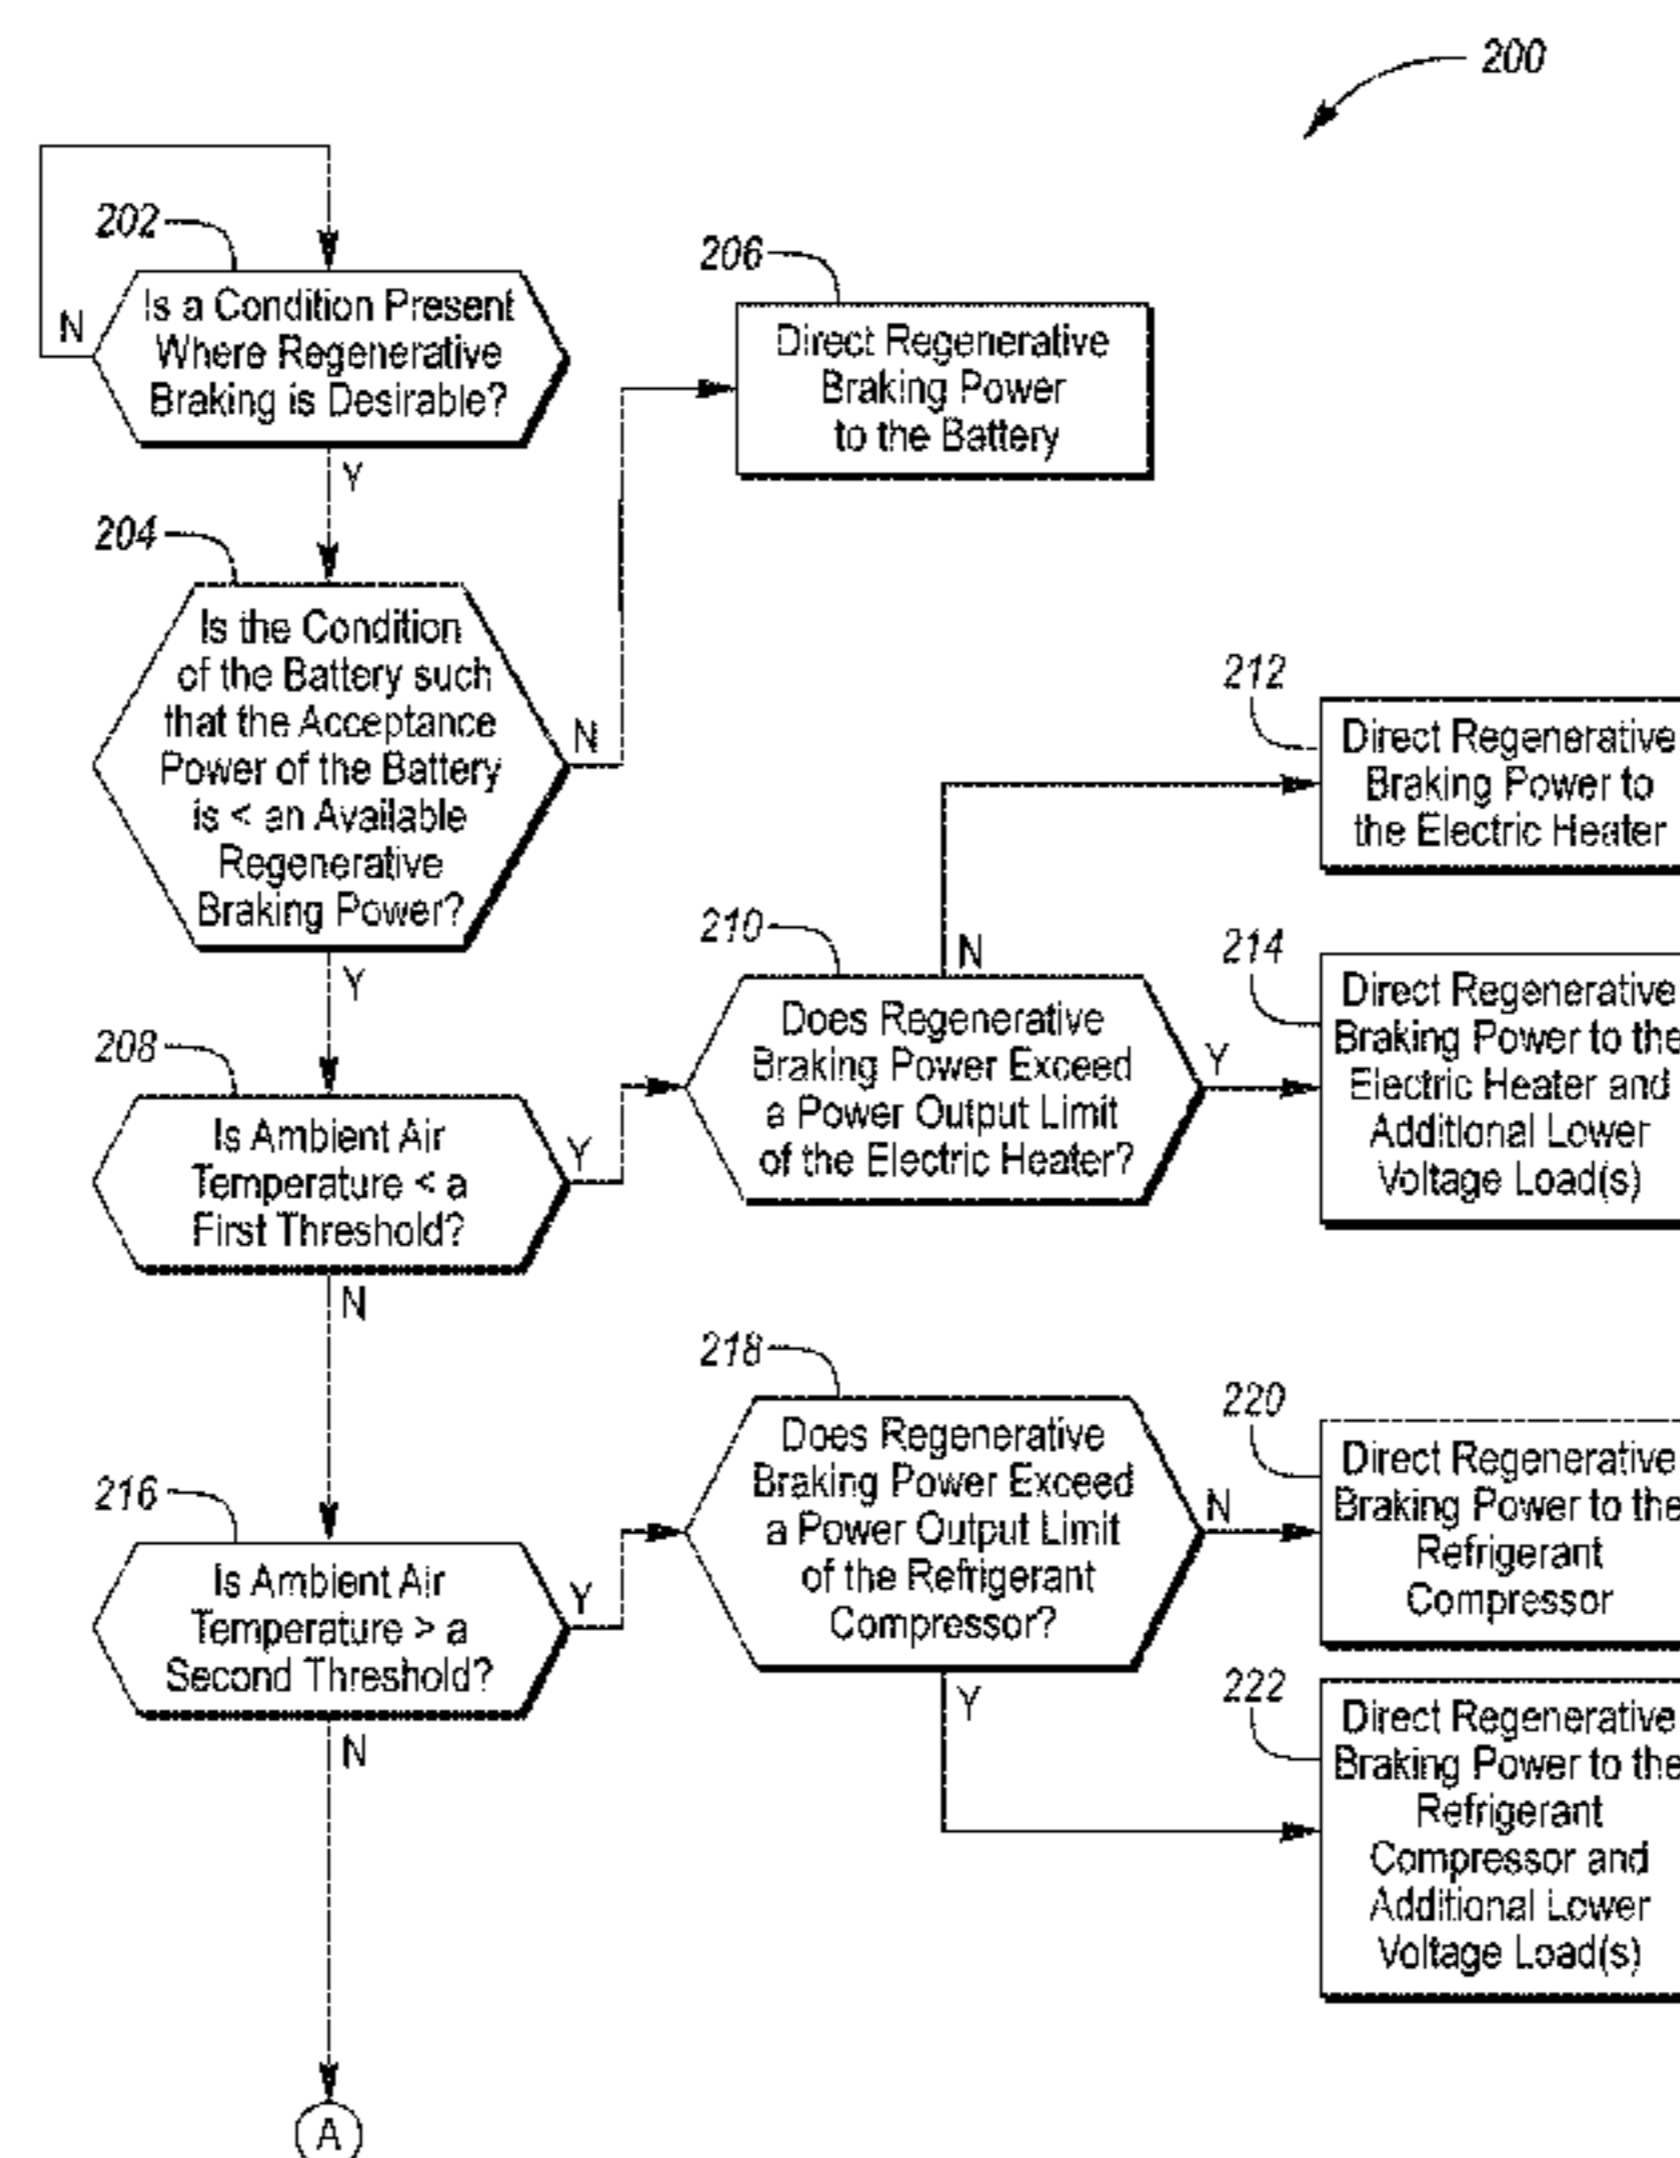 200
202
Is a Condition Present
Where Regenerative
Braking is Desirable?
N
Y
206
Direct Regenerative
Braking Power
to the Battery
204
Is the Condition
of the Battery such
that the Acceptance
Power of the Battery
is < an Available
Regenerative
Braking Power?
N
Y
212
Direct Regenerative
Braking Power to
the Electric Heater
210
Does Regenerative
Braking Power Exceed
a Power Output Limit
of the Electric Heater?
N
Y
214
Direct Regenerative
Braking Power to the
Electric Heater and
Additional Lower
Voltage Load(s)
208
Is Ambient Air
Temperature < a
First Threshold?
Y
N
218
Does Regenerative
Braking Power Exceed
a Power Output Limit
of the Refrigerant
Compressor?
N
Y
220
Direct Regenerative
Braking Power to the
Refrigerant
Compressor
216
Is Ambient Air
Temperature > a
Second Threshold?
Y
N
222
Direct Regenerative
Braking Power to the
Refrigerant
Compressor and
Additional Lower
Voltage Load(s)
A